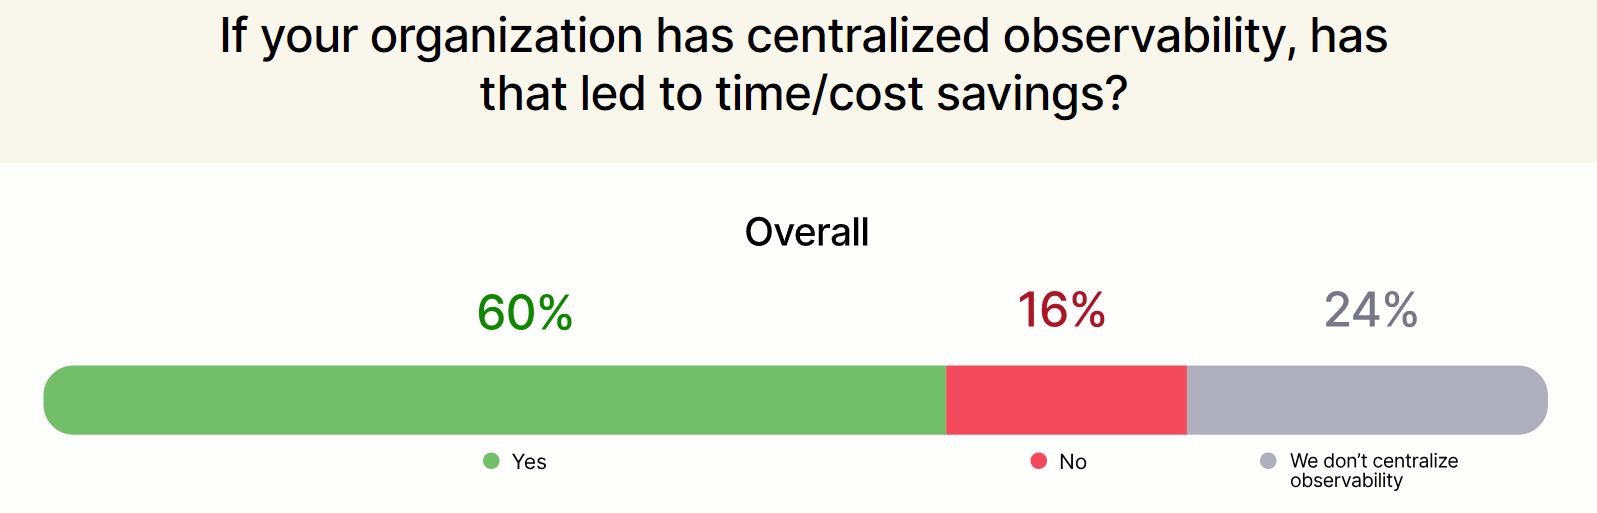 If your organization has centralized observability, has
that led to time/cost savings?
Overall
60%
16%
24%
Yes
No
We don’t centralize
observability